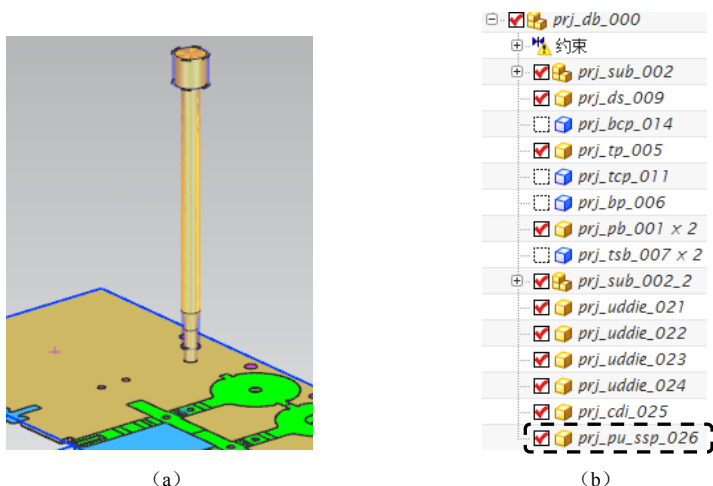 prj_db_000
约束
prj_sub_002
prj_ds_009
prj_bcp_014
prj_tp_005
prj_tcp_011
prj_bp_006
prj_pb_001 × 2
prj_tsb_007 × 2
prj_sub_002_2
prj_uddie_021
prj_uddie_022
prj_uddie_023
prj_uddie_024
prj_cdi_025
prj_pu_ssp_026
（a）
（b）